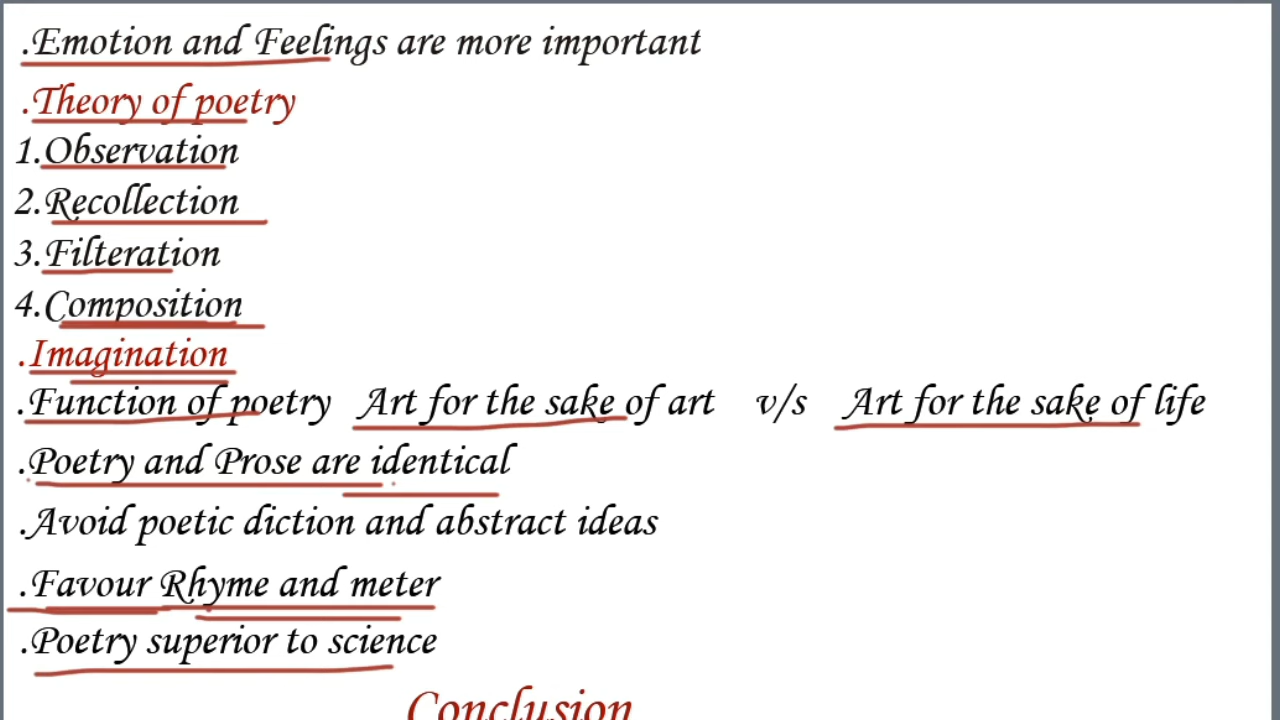 .Emotion and Feelings are more important
.Theory of poetry
1.Observation
2.Recollection
3.Filteration
4.Composition
.Imagination
.Function of poetry Art for the sake of art v/s Art for the sake of life
.Poetry and Prose are identical
.Avoid poetic diction and abstract ideas
.Favour Rhyme and meter
.Poetry superior to science
Conclusion